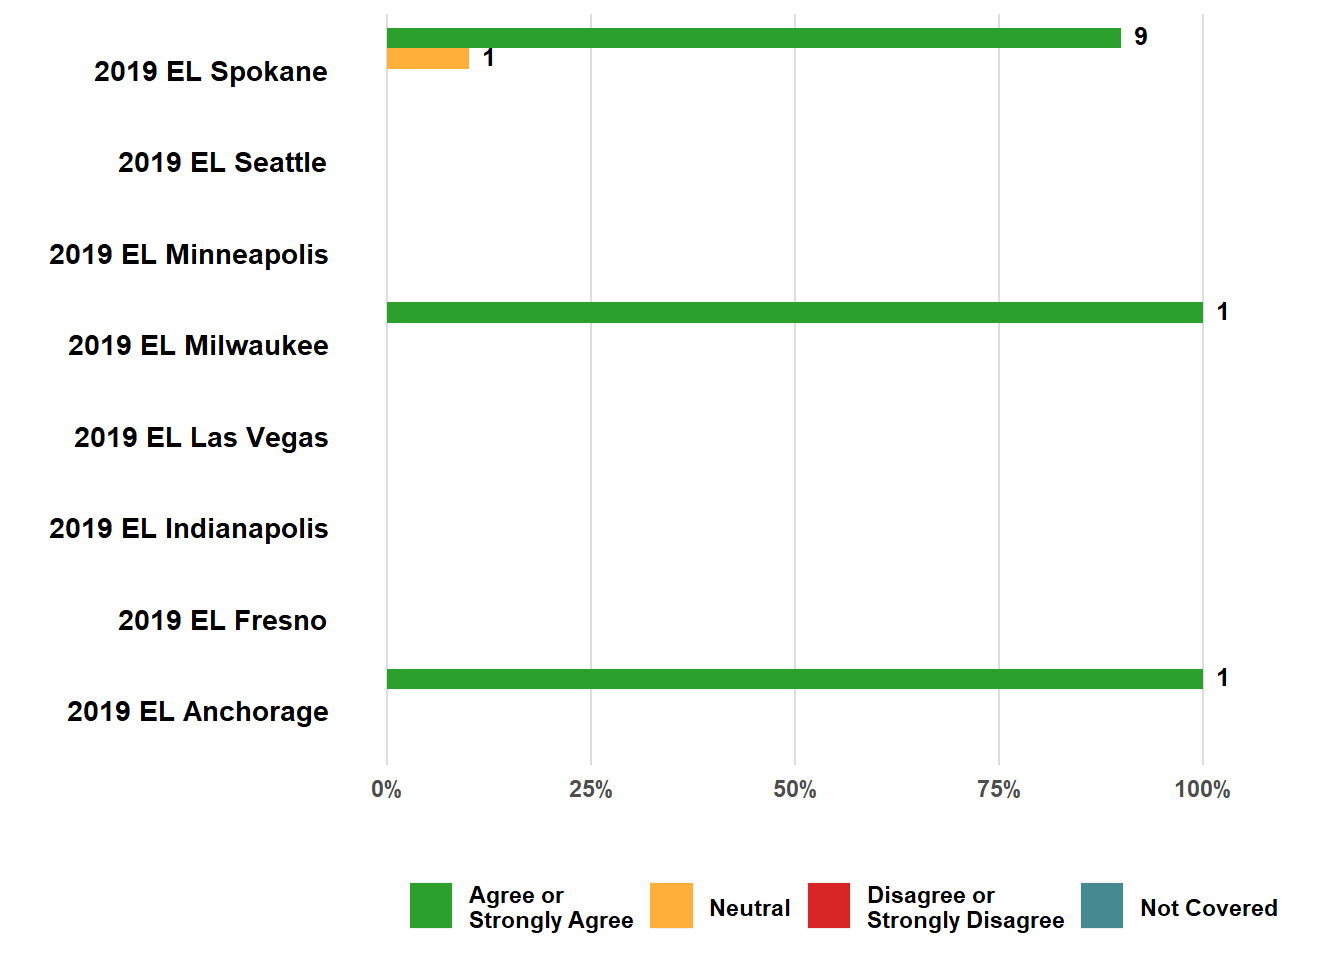 9
1
2019 EL Spokane
2019 EL Seattle
2019 EL Minneapolis
1
2019 EL Milwaukee
2019 EL Las Vegas
2019 EL Indianapolis
2019 EL Fresno
1
2019 EL Anchorage
0% 25% 50% 75% 100%
Agree or
Strongly Agree
Neutral
Disagree or
Strongly Disagree
Not Covered